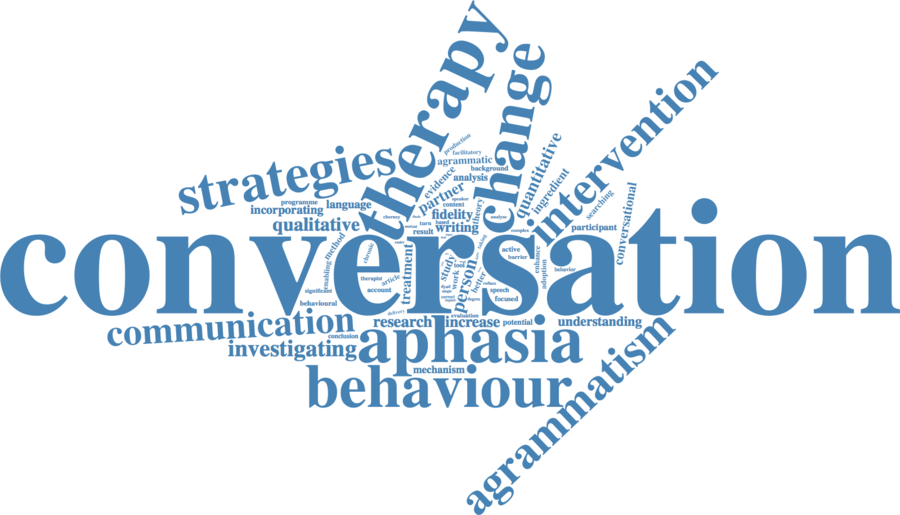 therapy
change
intervention
production
facilitatory
agrammatic
strategies
background
quantitative
evidence
analysis
ingredient
partner
programme
language
speaker
content
searching
conversational
incorporating
fidelity
theory
analyse
qualitative
turn
based
writing
result
complex
participant
method
chronic
conversation
active
barrier
enhance
adoption
behavior
treatment
study
work
tool
person
better
enabling
therapist
article
account
significant
focused
speech
degree
behavioural
delivery
evaluation
communication
research
increase
potential
understanding
conclusion
investigating
aphasia
mechanism
behaviour
agrammatism